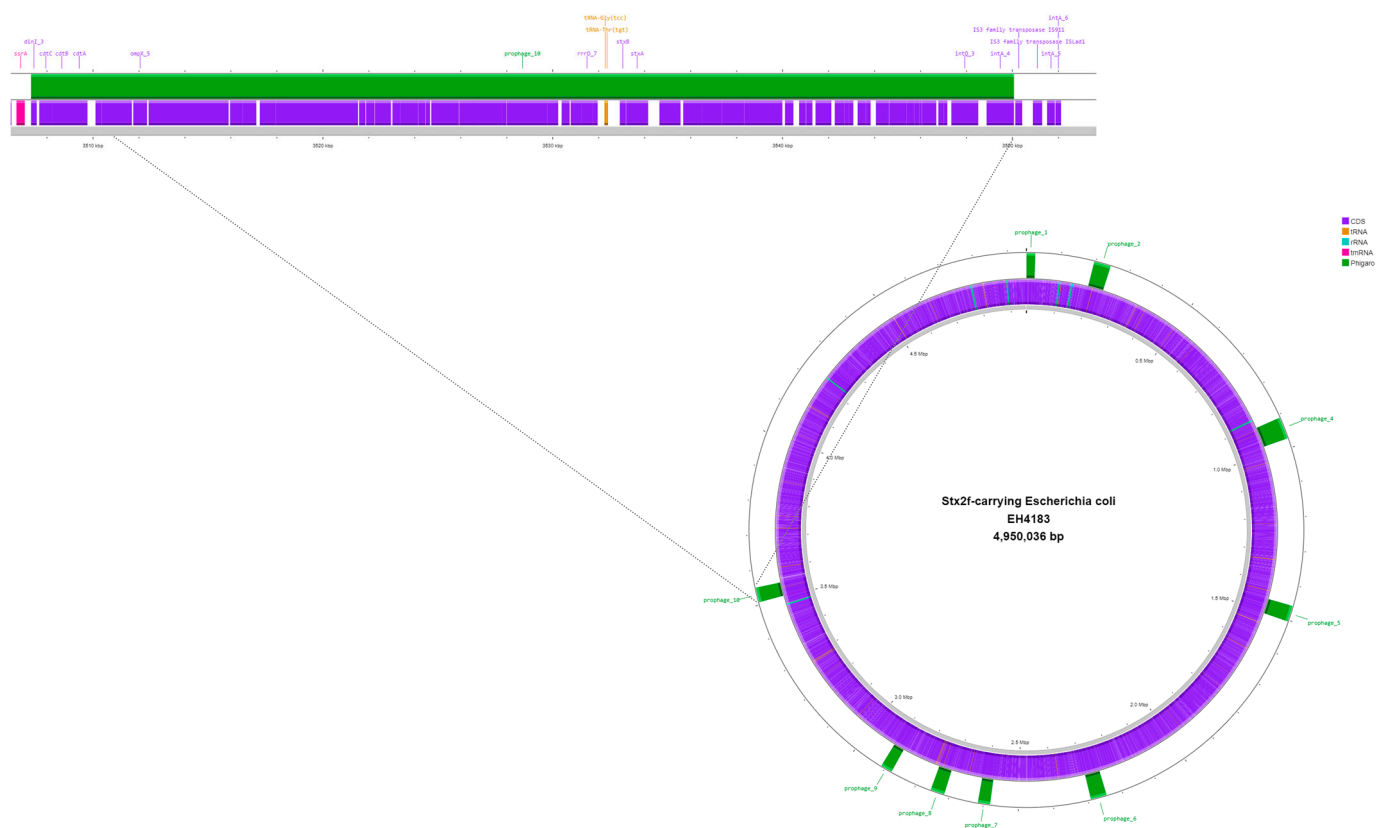 tRNA-Gly(tcc)
intA_6
tRNA-Thr(tgt)
IS3 family transposase IS911
dinI_3
stxB
IS3 family transposase ISLad1
ssrA
cdtC
cdtB
cdtA
ompX_5
prophage_10
rrrD_7
stxA
intD_3
intA_4
intA_5
3510 kbp
3520 kbp
3530 kbp
3540 kbp
3550 kbp
CDS
tRNA
rRNA
tmRNA
Phigaro
prophage_1
prophage_2
4.5 Mbp
0.5 Mbp
prophage_4
4.0 Mbp
1.0 Mbp
Stx2f-carrying Escherichia coli
EH4183
4,950,036 bp
3.5 Mbp
prophage_10
1.5 Mbp
prophage_5
3.0 Mbp
2.0 Mbp
2.5 Mbp
prophage_9
prophage_8
prophage_7
prophage_6